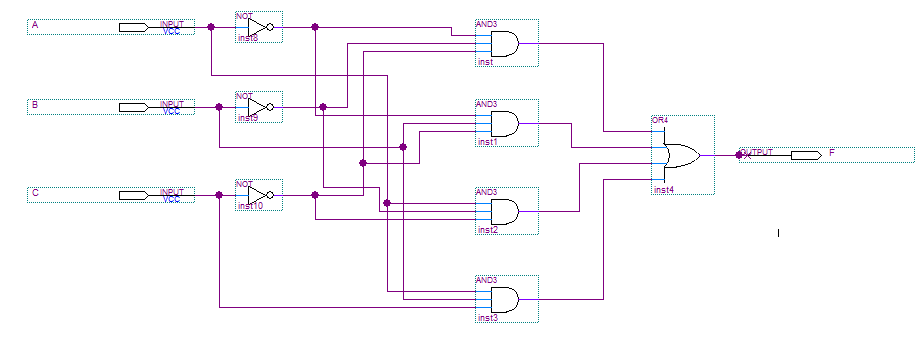 A
INPUT
VCC
NOT
inst8
AND3
inst
B
INPUT
VCC
NOT
inst9
AND3
inst1
OR4
inst4
OUTPUT
F
C
INPUT
VCC
NOT
inst10
AND3
inst2
AND3
inst3